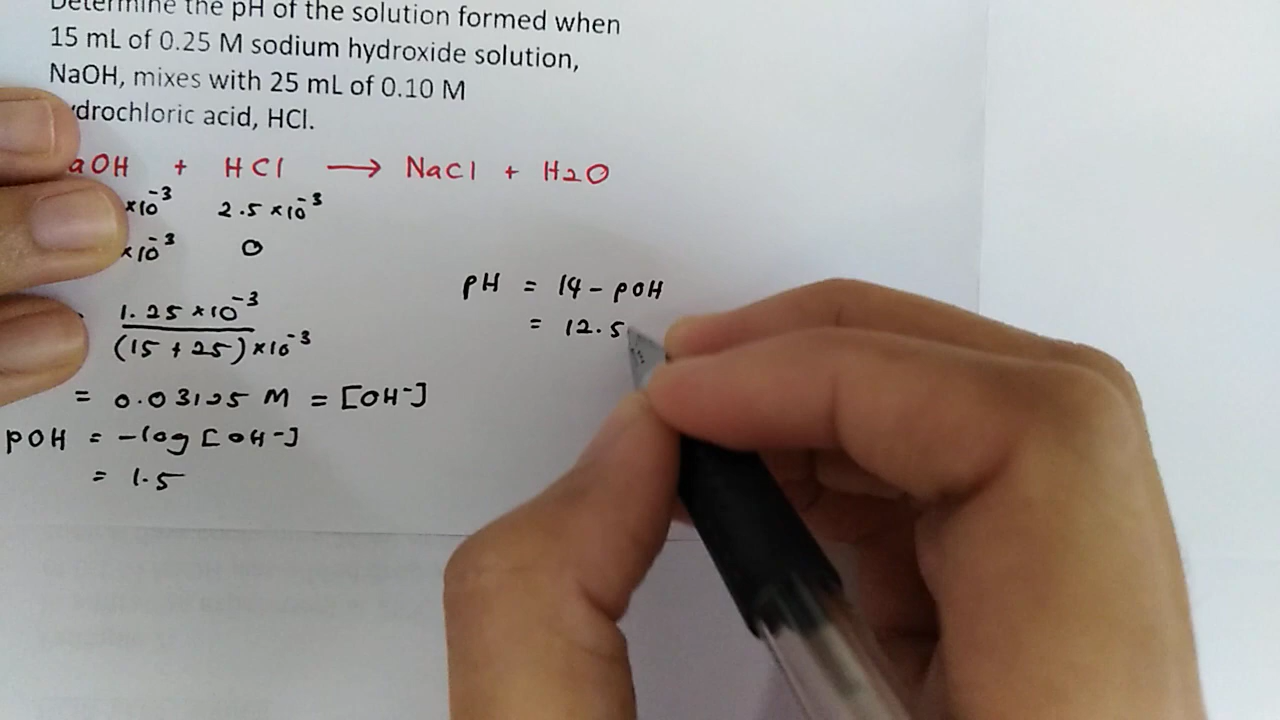 Determine the pH of the solution formed when
15 mL of 0.25 M sodium hydroxide solution,
NaOH, mixes with 25 mL of 0.10 M
ydrochloric acid, HCl.
aOH + HCl ⟶ NaCl + H2O
×10⁻³ 2.5 ×10⁻³
×10⁻³ 0
1.25 ×10⁻³
(15 + 25) ×10⁻³
= 0.03125 M = [OH-]
pOH = -log [OH-]
= 1.5
pH = 14 - pOH
= 12.5